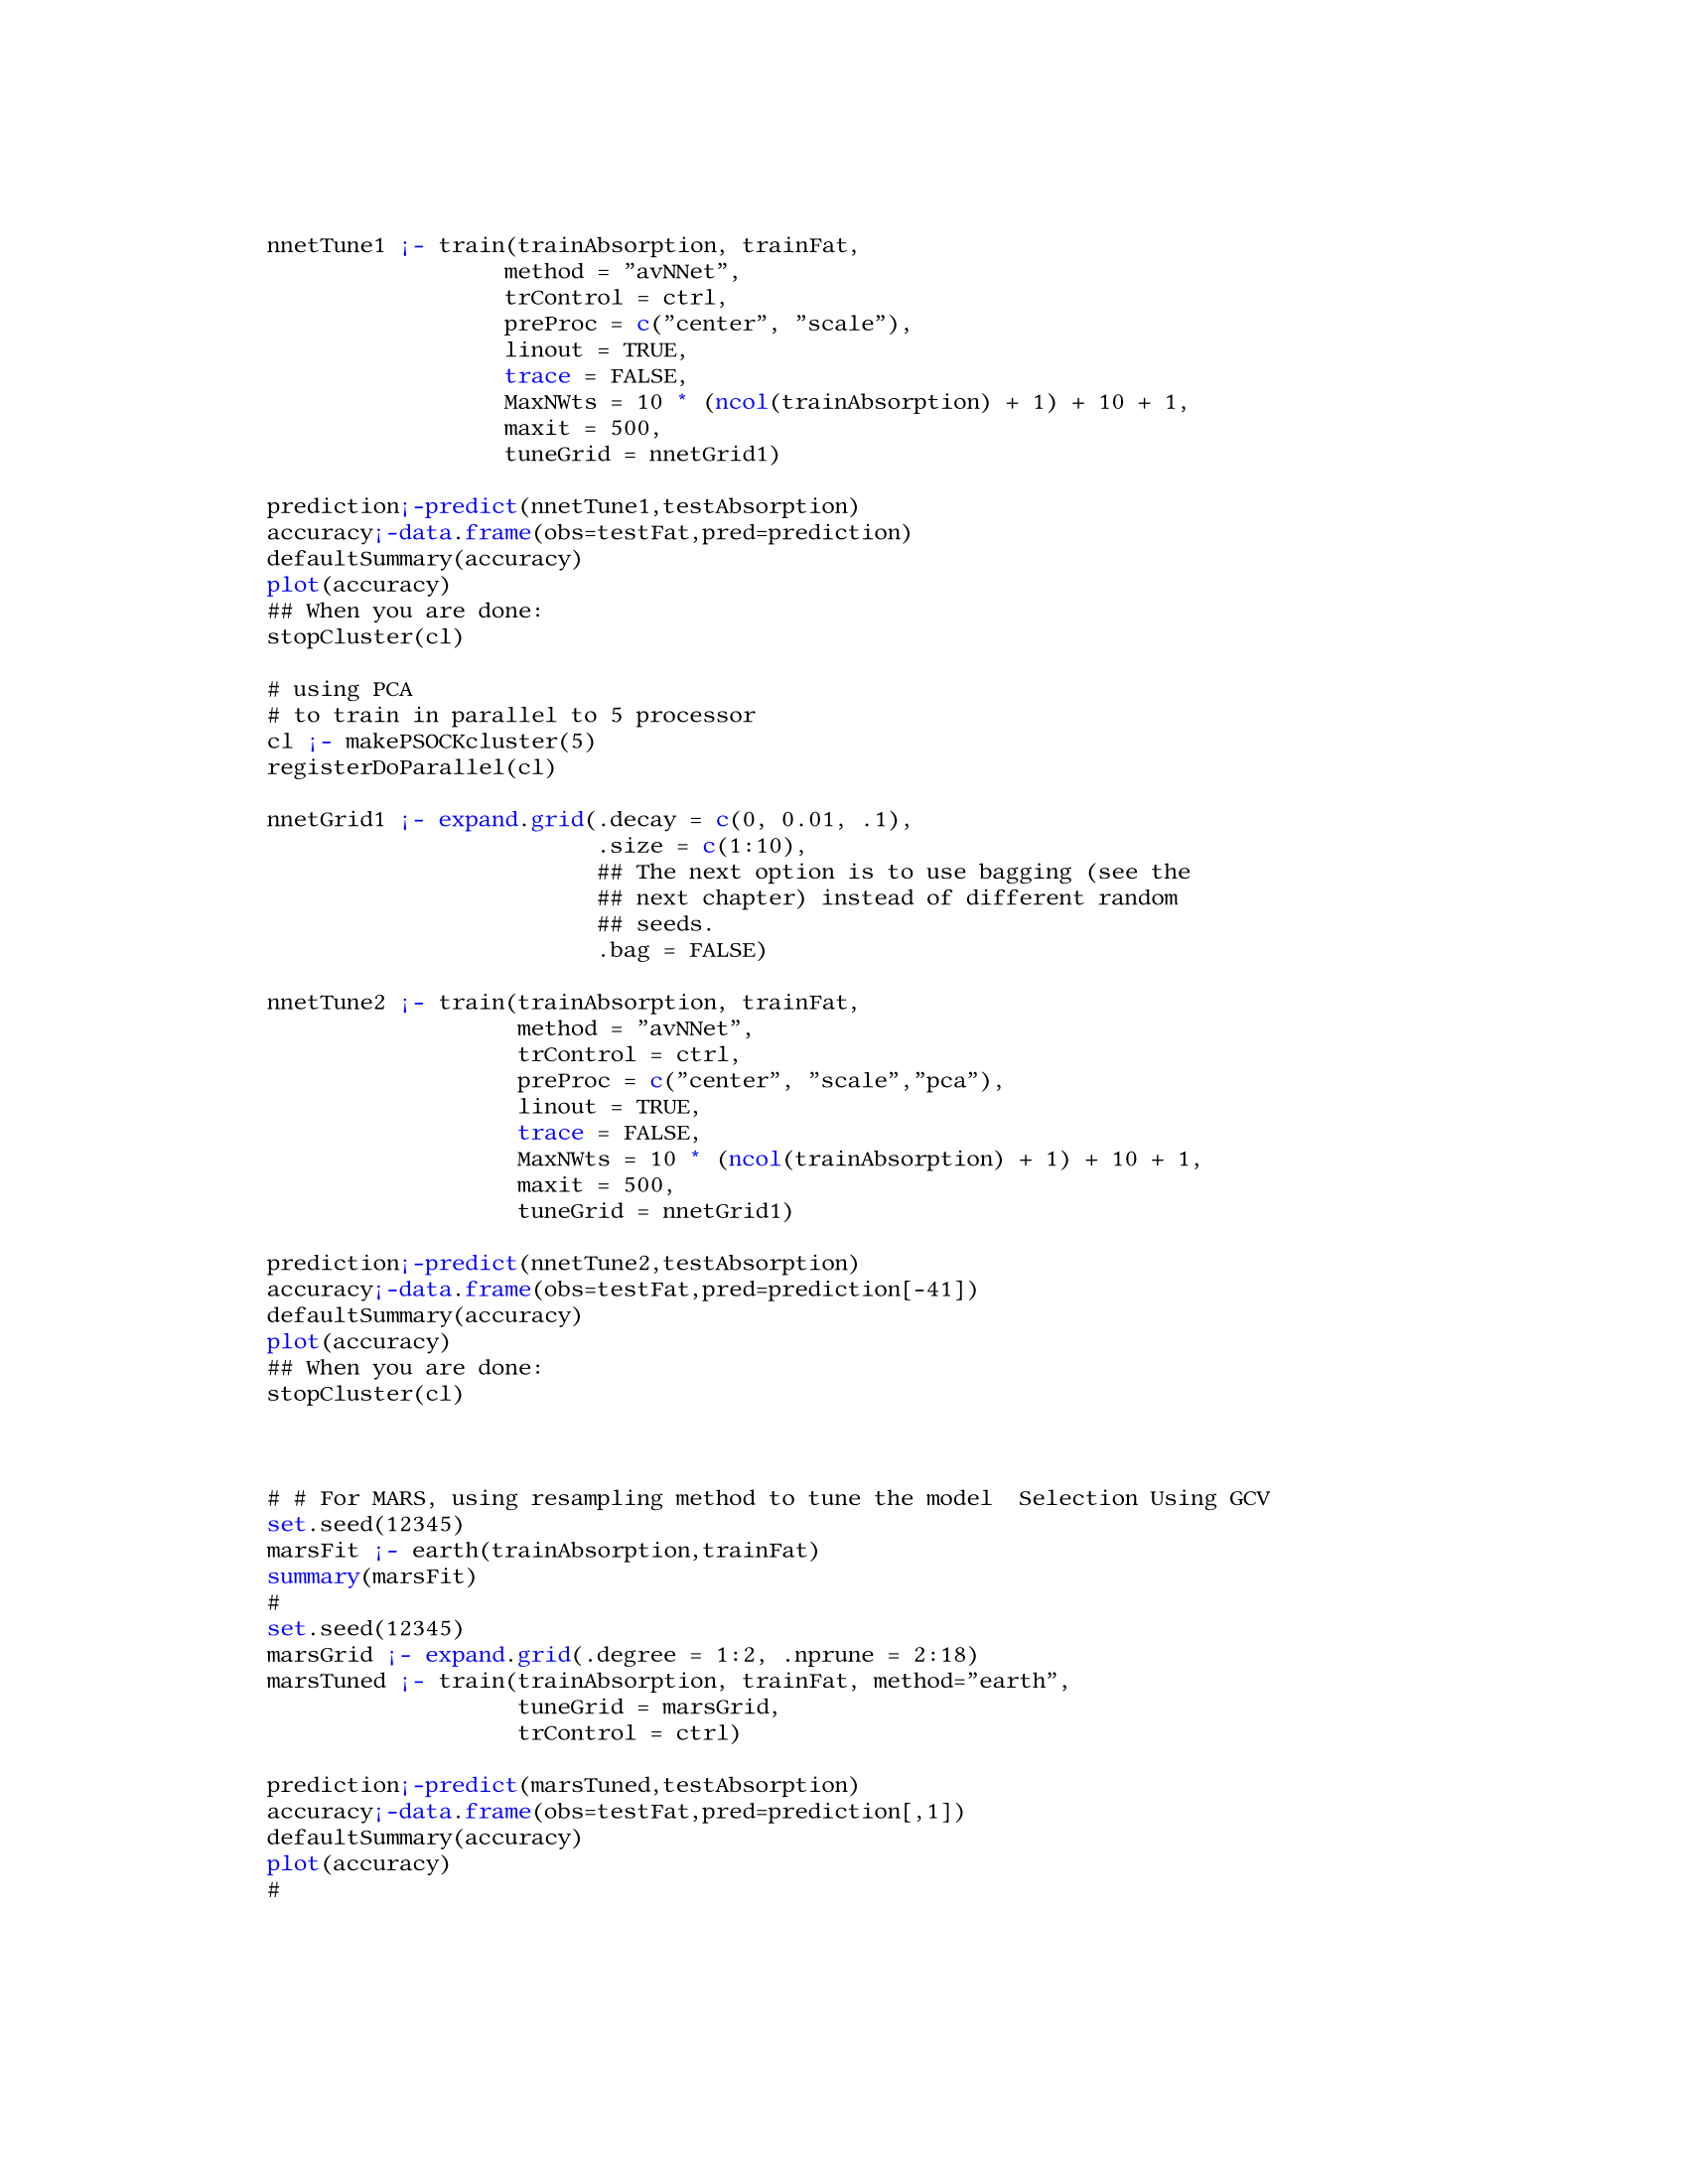 nnetTune1 ¡- train(trainAbsorption, trainFat,
method = ”avNNet”,
trControl = ctrl,
preProc = c(”center”, ”scale”),
linout = TRUE,
trace = FALSE,
MaxNWts = 10 * (ncol(trainAbsorption) + 1) + 10 + 1,
maxit = 500,
tuneGrid = nnetGrid1)
prediction¡-predict(nnetTune1,testAbsorption)
accuracy¡-data.frame(obs=testFat,pred=prediction)
defaultSummary(accuracy)
plot(accuracy)
## When you are done:
stopCluster(cl)
# using PCA
# to train in parallel to 5 processor
cl ¡- makePSOCKcluster(5)
registerDoParallel(cl)
nnetGrid1 ¡- expand.grid(.decay = c(0, 0.01, .1),
.size = c(1:10),
## The next option is to use bagging (see the
## next chapter) instead of different random
## seeds.
.bag = FALSE)
nnetTune2 ¡- train(trainAbsorption, trainFat,
method = ”avNNet”,
trControl = ctrl,
preProc = c(”center”, ”scale”,”pca”),
linout = TRUE,
trace = FALSE,
MaxNWts = 10 * (ncol(trainAbsorption) + 1) + 10 + 1,
maxit = 500,
tuneGrid = nnetGrid1)
prediction¡-predict(nnetTune2,testAbsorption)
accuracy¡-data.frame(obs=testFat,pred=prediction[-41])
defaultSummary(accuracy)
plot(accuracy)
## When you are done:
stopCluster(cl)
# # For MARS, using resampling method to tune the model  Selection Using GCV
set.seed(12345)
marsFit ¡- earth(trainAbsorption,trainFat)
summary(marsFit)
#
set.seed(12345)
marsGrid ¡- expand.grid(.degree = 1:2, .nprune = 2:18)
marsTuned ¡- train(trainAbsorption, trainFat, method=”earth”,
tuneGrid = marsGrid,
trControl = ctrl)
prediction¡-predict(marsTuned,testAbsorption)
accuracy¡-data.frame(obs=testFat,pred=prediction[,1])
defaultSummary(accuracy)
plot(accuracy)
#